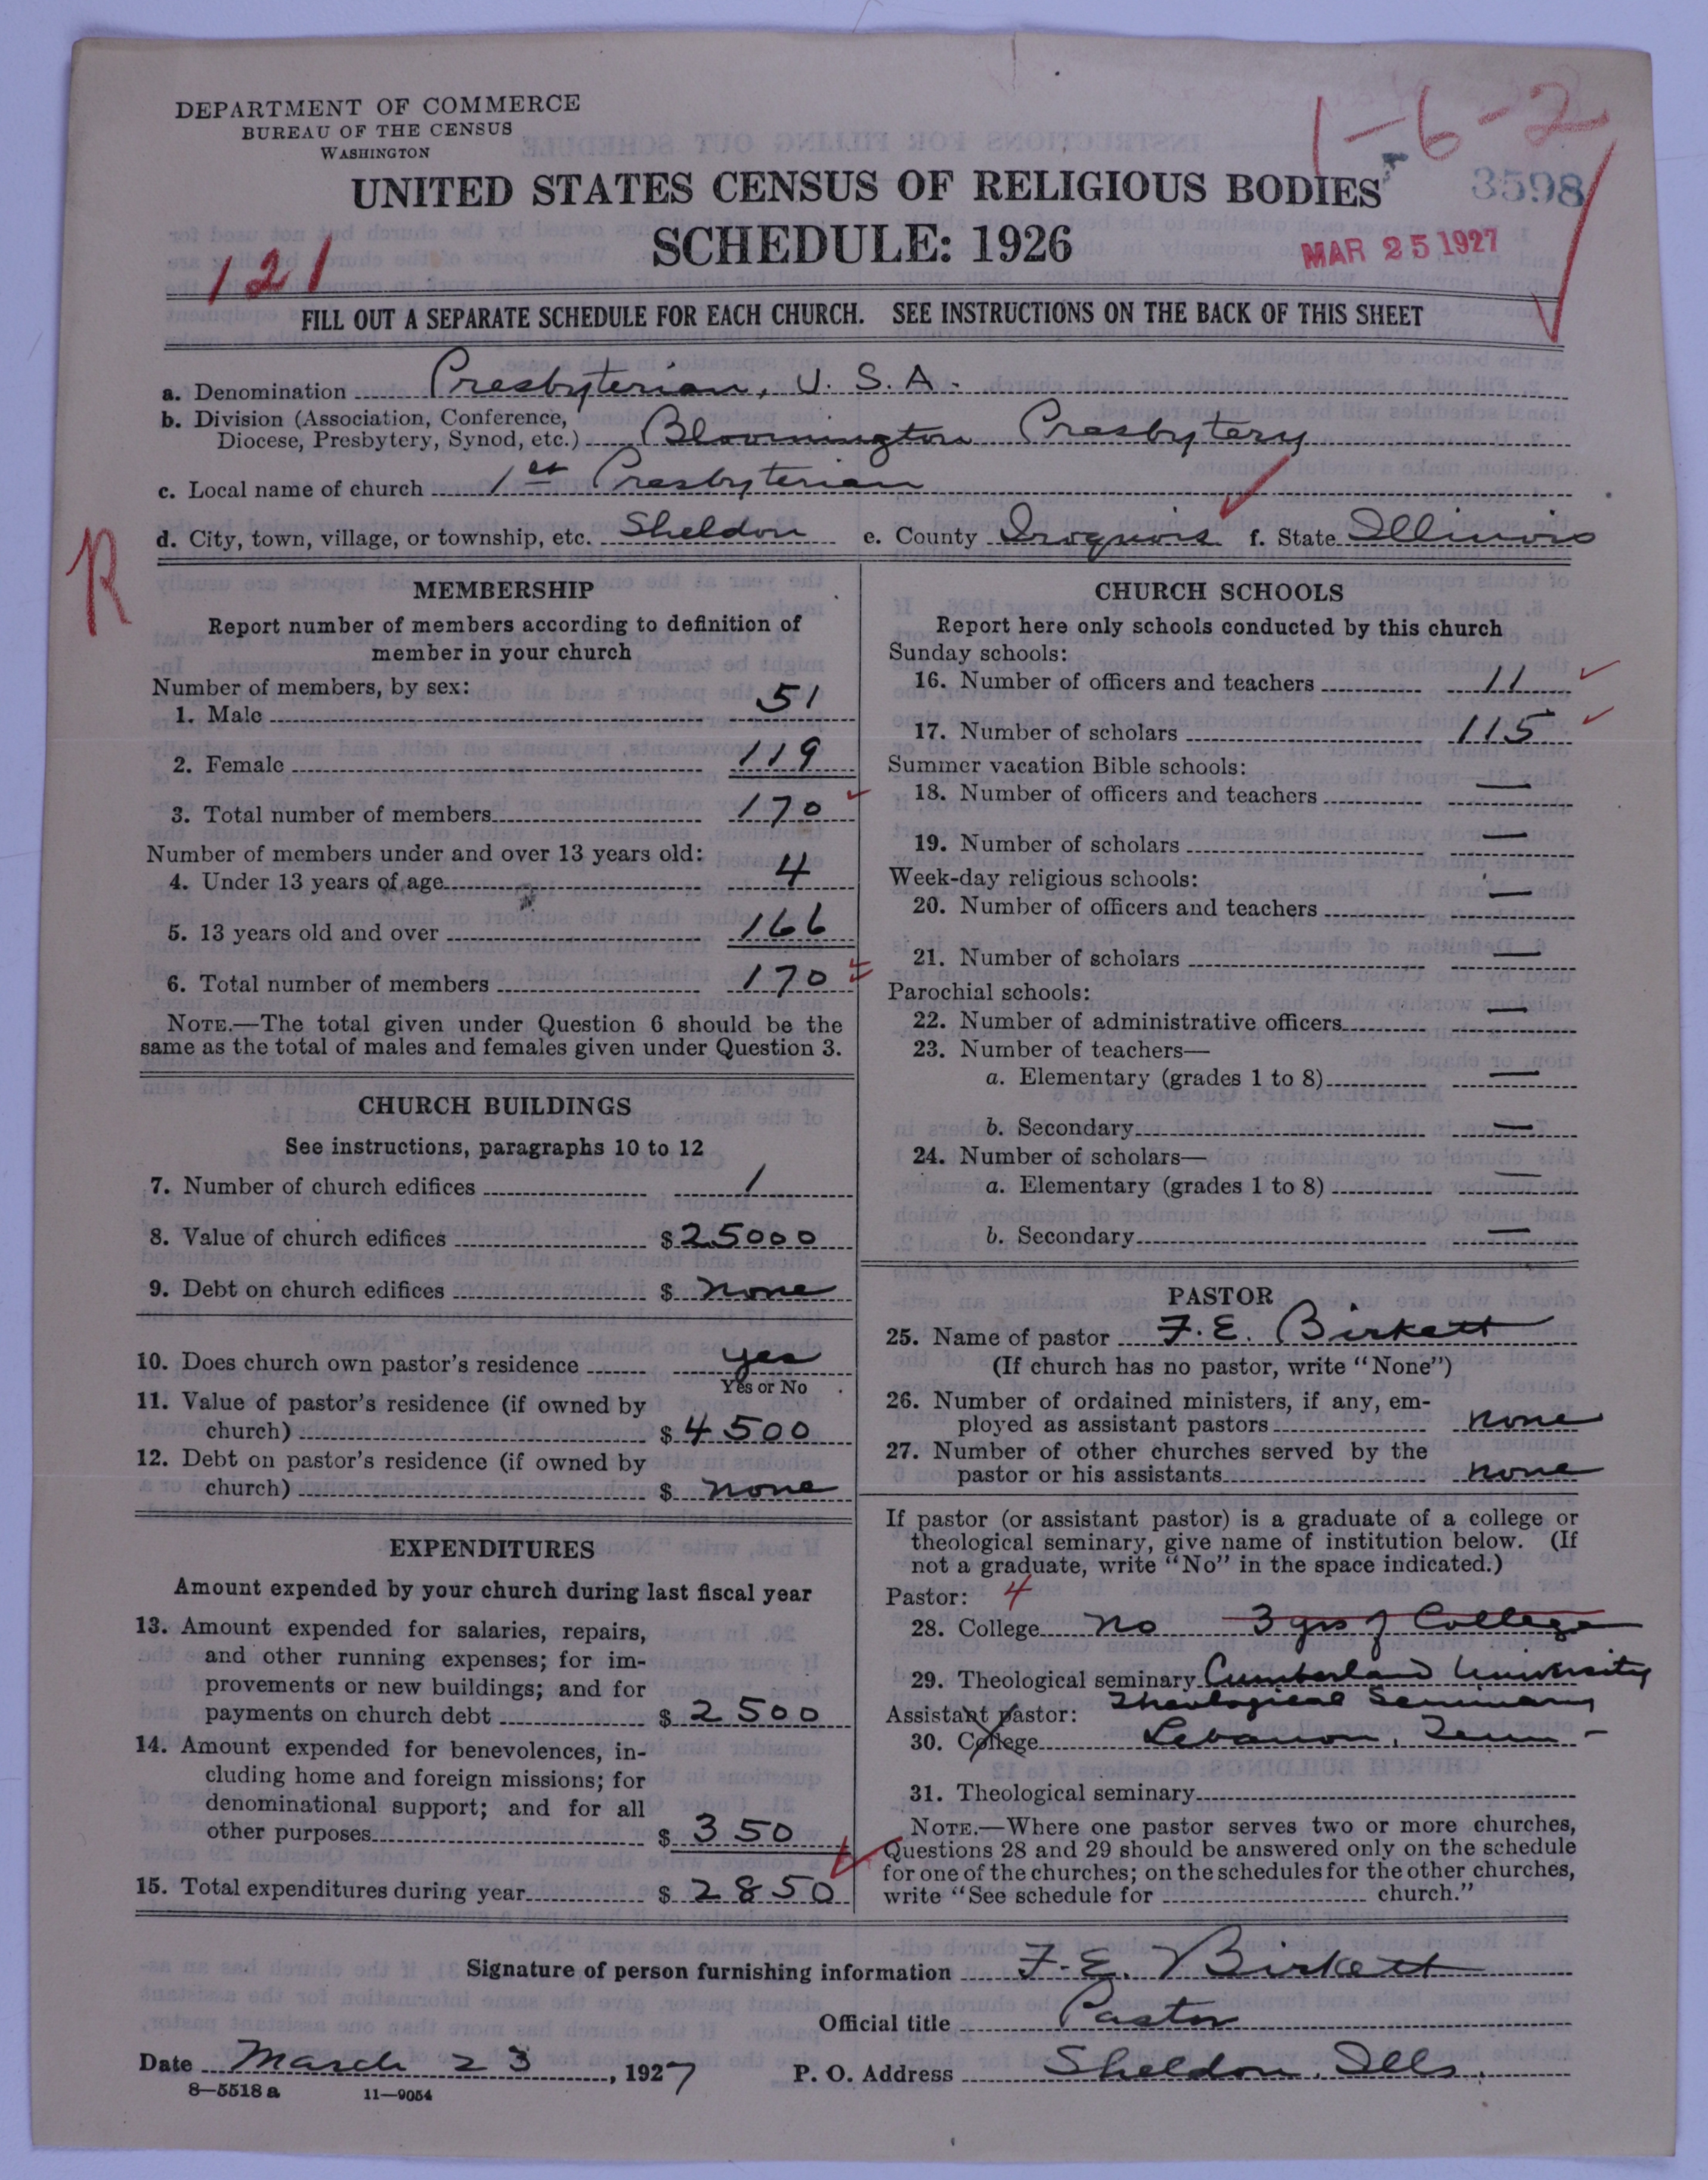 DEPARTMENT OF COMMERCE
BUREAU OF THE CENSUS
WASHINGTON
1-6-2
UNITED STATES CENSUS OF RELIGIOUS BODIES
3598
SCHEDULE: 1926
MAR 25 1927
121
FILL OUT A SEPARATE SCHEDULE FOR EACH CHURCH. SEE INSTRUCTIONS ON THE BACK OF THIS SHEET
a. Denomination Presbyterian, U.S.A.
b. Division (Association, Conference,
Diocese, Presbytery, Synod, etc.) Bloomington Presbytery
c. Local name of church 1st Presbyterian
d. City, town, village, or township, etc. Sheldon e. County Iroquois f. State Illinois
R
MEMBERSHIP
Report number of members according to definition of
member in your church
Number of members, by sex:
1. Male 51
2. Female 119
3. Total number of members 170
Number of members under and over 13 years old:
4. Under 13 years of age 4
5. 13 years old and over 166
6. Total number of members 170
NOTE.—The total given under Question 6 should be the
same as the total of males and females given under Question 3.
CHURCH BUILDINGS
See instructions, paragraphs 10 to 12
7. Number of church edifices 1
8. Value of church edifices $25000
9. Debt on church edifices $ none
10. Does church own pastor's residence yes
Yes or No
11. Value of pastor's residence (if owned by
church) $4500
12. Debt on pastor's residence (if owned by
church) $ none
EXPENDITURES
Amount expended by your church during last fiscal year
13. Amount expended for salaries, repairs,
and other running expenses; for im-
provements or new buildings; and for
payments on church debt $ 2500
14. Amount expended for benevolences, in-
cluding home and foreign missions; for
denominational support; and for all
other purposes $ 350
15. Total expenditures during year $ 2850
CHURCH SCHOOLS
Report here only schools conducted by this church
Sunday schools:
16. Number of officers and teachers 11
17. Number of scholars 115
Summer vacation Bible schools:
18. Number of officers and teachers —
19. Number of scholars —
Week-day religious schools:
20. Number of officers and teachers —
21. Number of scholars —
Parochial schools:
22. Number of administrative officers —
23. Number of teachers—
a. Elementary (grades 1 to 8) —
b. Secondary —
24. Number of scholars—
a. Elementary (grades 1 to 8) —
b. Secondary —
PASTOR
25. Name of pastor F. E. Birkett
(If church has no pastor, write "None")
26. Number of ordained ministers, if any, em-
ployed as assistant pastors none
27. Number of other churches served by the
pastor or his assistants none
If pastor (or assistant pastor) is a graduate of a college or
theological seminary, give name of institution below. (If
not a graduate, write "No" in the space indicated.)
Pastor: 4
28. College No 3 yrs of College
29. Theological seminary Cumberland University
Theological Seminary
Assistant pastor:
30. College Lebanon, Tenn -
31. Theological seminary
NOTE.—Where one pastor serves two or more churches,
Questions 28 and 29 should be answered only on the schedule
for one of the churches; on the schedules for the other churches,
write "See schedule for church."
Signature of person furnishing information F. E. Birkett
Official title Pastor
Date March 23, 1927 P. O. Address Sheldon, Ills.
8—5518 a 11—9054